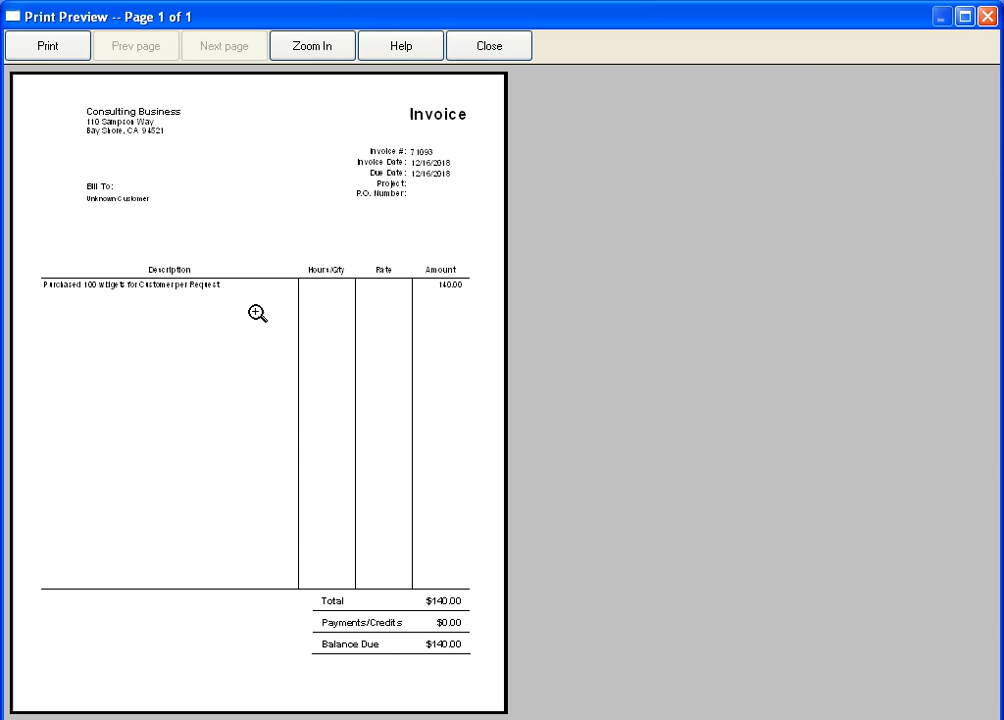 Print Preview -- Page 1 of 1
Print Prev page Next page Zoom In Help Close
Consulting Business
110 Sampson Way
Bay Shore, CA 94521
Invoice
Invoice #: 71093
Invoice Date: 12/16/2018
Due Date: 12/16/2018
Project:
P.O. Number:
Bill To:
Unknown Customer
Description Hours/Qty Rate Amount
Purchased 100 widgets for Customer per Request 140.00
Total $140.00
Payments/Credits $0.00
Balance Due $140.00